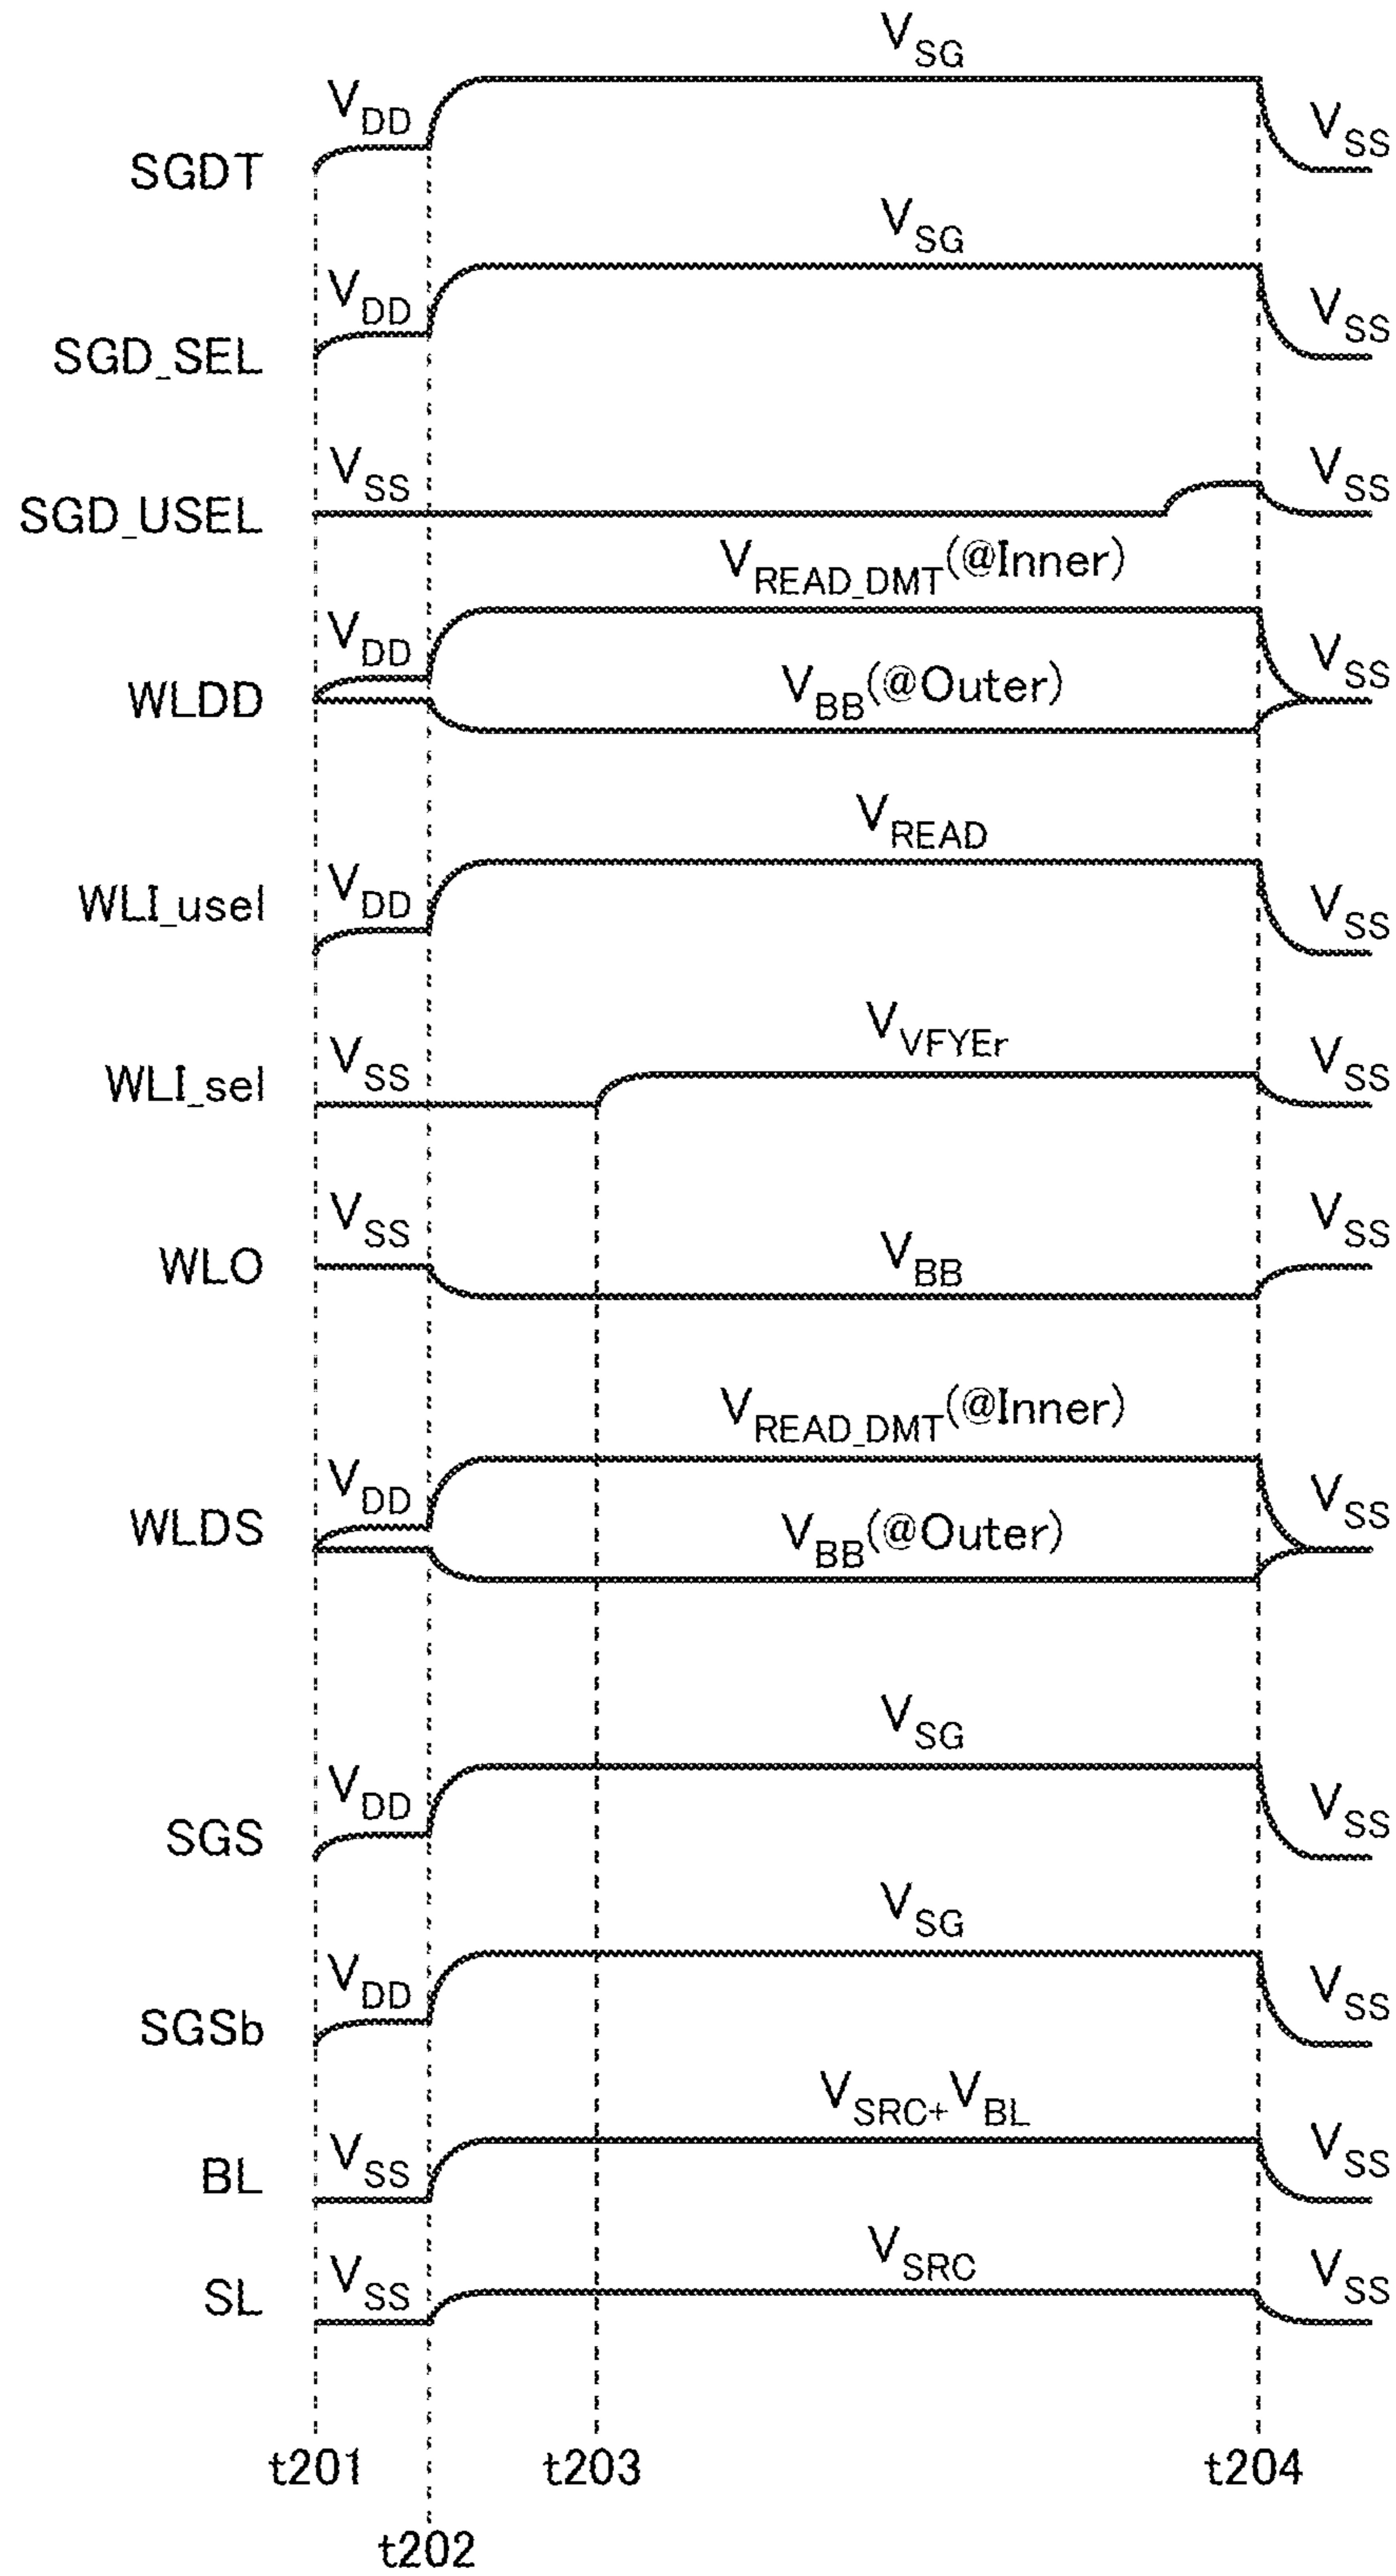 V_SG
V_DD
V_SS
SGDT
V_SG
V_DD
V_SS
SGD_SEL
V_SS
V_SS
SGD_USEL
V_READ_DMT(@Inner)
V_DD
V_SS
V_BB(@Outer)
WLDD
V_READ
V_DD
V_SS
WLI_usel
V_VFYEr
V_SS
V_SS
WLI_sel
V_SS
V_SS
V_BB
WLO
V_READ_DMT(@Inner)
V_DD
V_SS
V_BB(@Outer)
WLDS
V_SG
V_DD
V_SS
SGS
V_SG
V_DD
V_SS
SGSb
V_SRC+V_BL
V_SS
V_SS
BL
V_SRC
V_SS
V_SS
SL
t201
t203
t204
t202